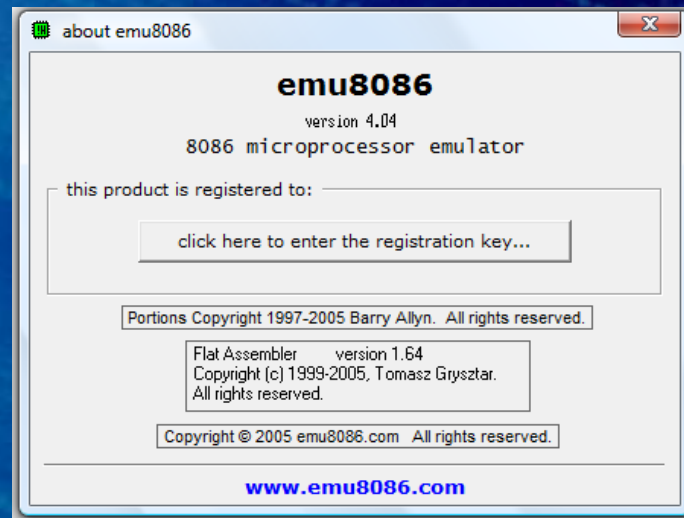 about emu8086
emu8086
version 4.04
8086 microprocessor emulator
this product is registered to:
click here to enter the registration key...
Portions Copyright 1997-2005 Barry Allyn. All rights reserved.
Flat Assembler version 1.64
Copyright (c) 1999-2005, Tomasz Grysztar.
All rights reserved.
Copyright © 2005 emu8086.com All rights reserved.
www.emu8086.com